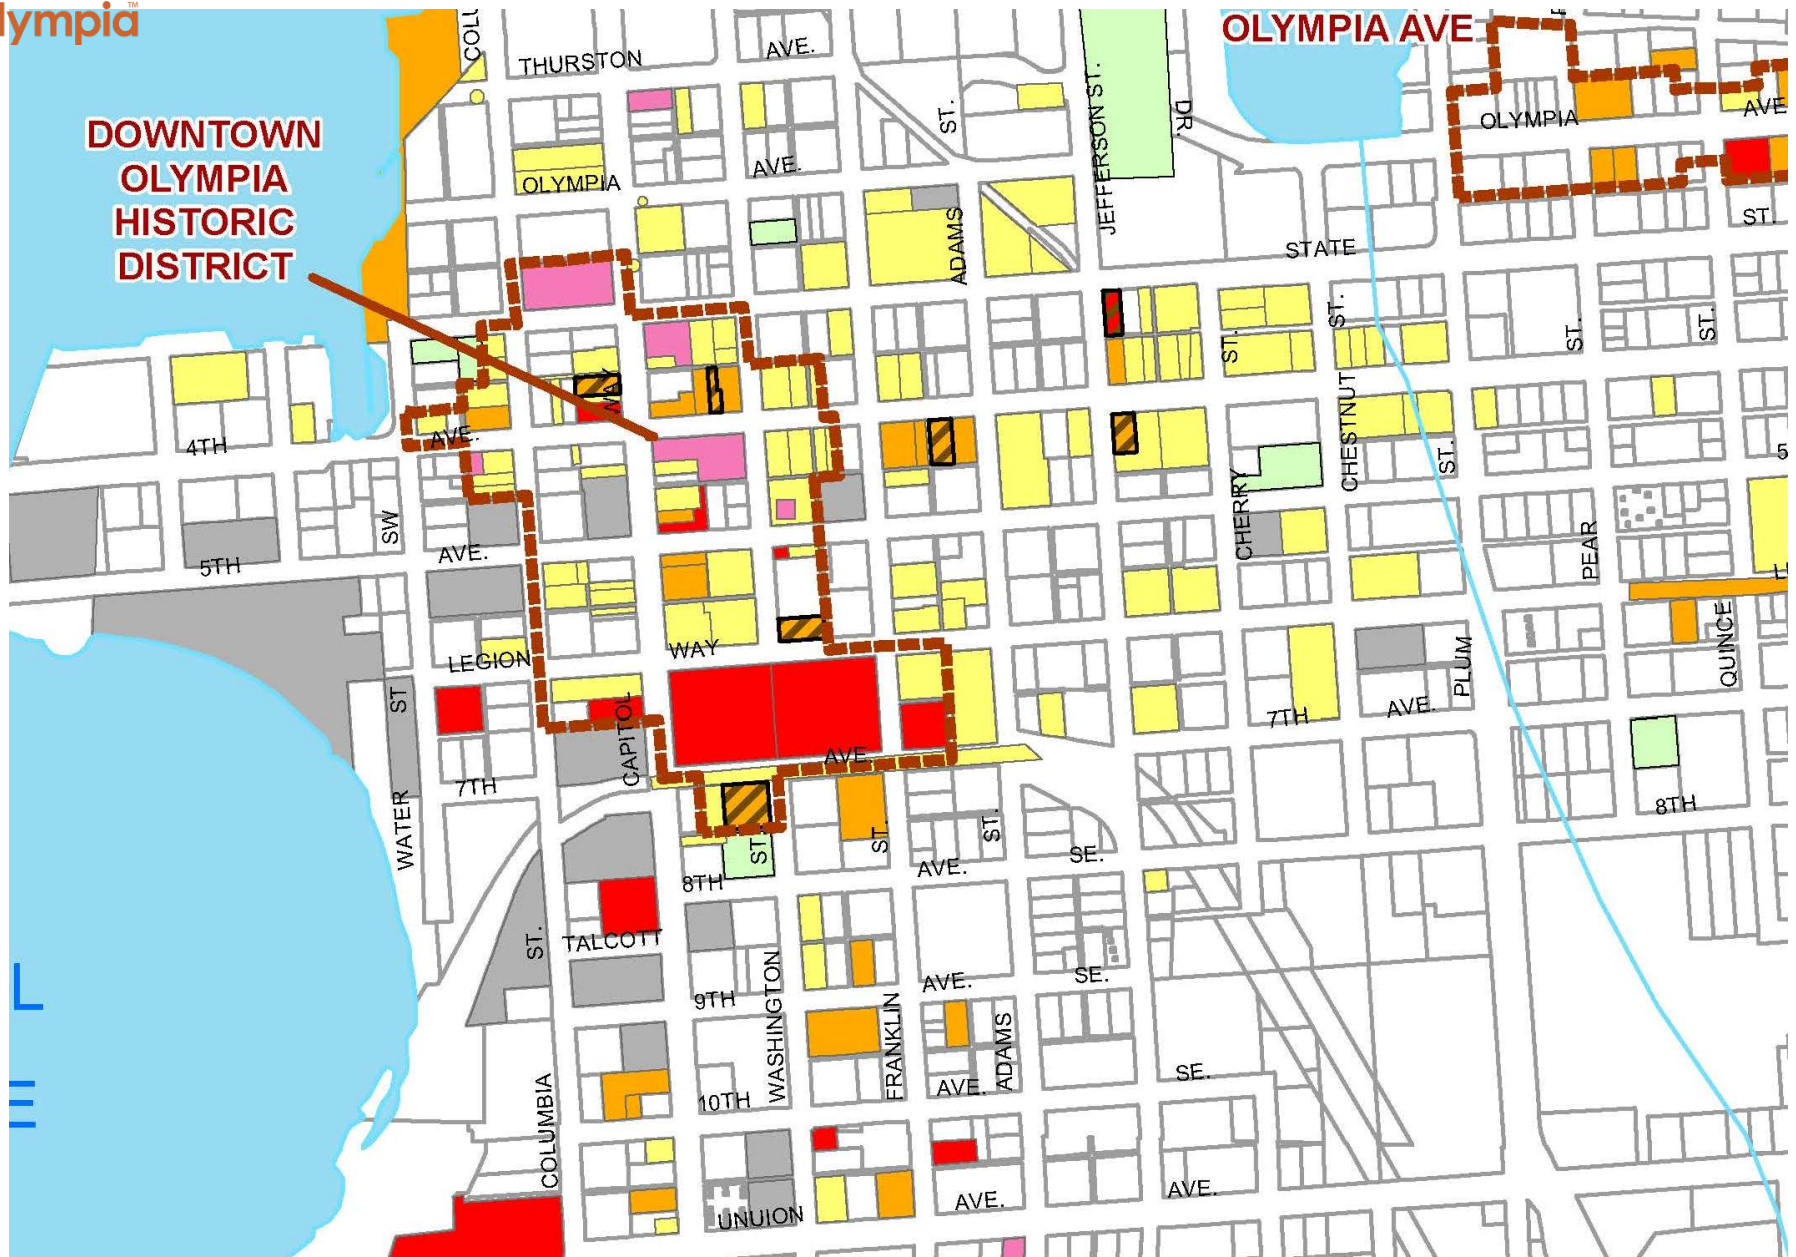 lympia™
COLU
THURSTON
AVE.
OLYMPIA AVE
DOWNTOWN
OLYMPIA
HISTORIC
DISTRICT
ST.
JEFFERSON ST.
DR.
OLYMPIA
AVE
OLYMPIA
AVE.
ADAMS
STATE
ST.
ST.
ST.
ST.
ST.
WAY
4TH
AVE.
CHESTNUT
ST.
5
SW
5TH
AVE.
CHERRY
PEAR
LEGION
WAY
ST
CAPITOL
PLUM
QUINCE
7TH
AVE.
7TH
AVE.
WATER
8TH
ST.
ST.
ST.
AVE.
SE.
8TH
ST.
TALCOTT
L
9TH
WASHINGTON
AVE.
SE.
FRANKLIN
ADAMS
E
COLUMBIA
10TH
AVE.
SE.
UNUION
AVE.
AVE.